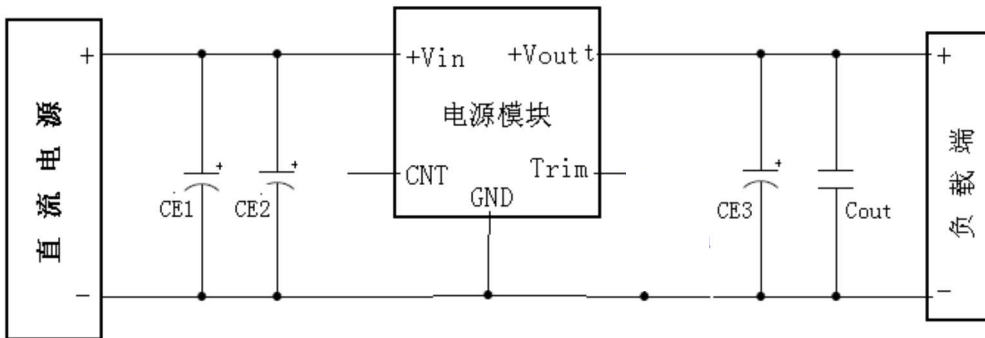 直流电源
+
-
+Vin
+Voutt
电源模块
CNT
Trim
GND
CE1
CE2
CE3
Cout
+
+
+
+
-
负载端